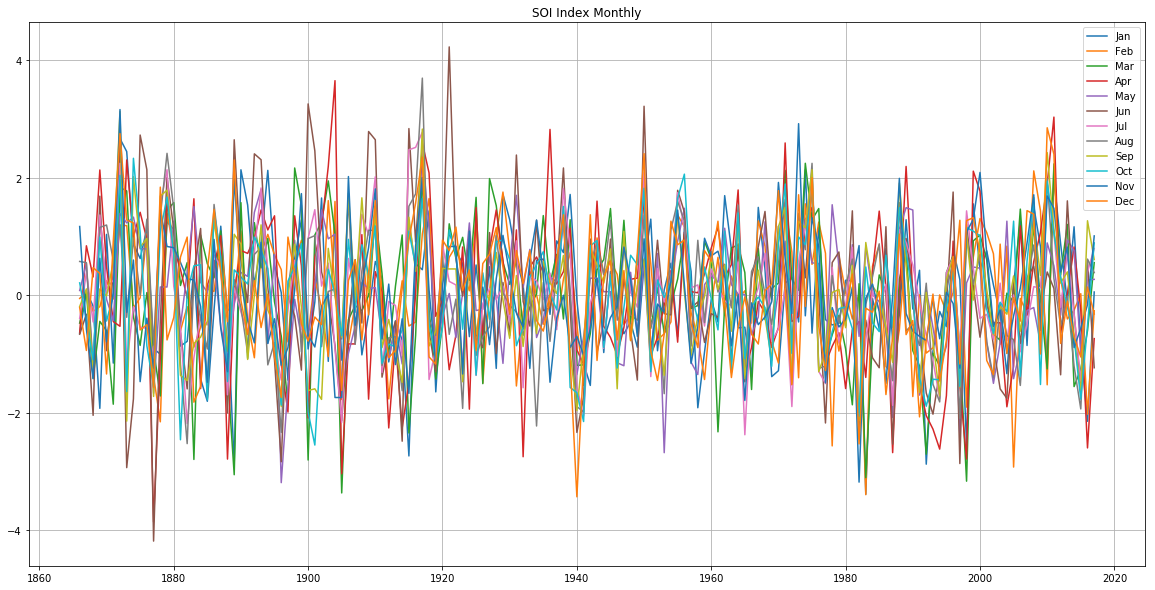 SOI Index Monthly
4
2
0
−2
−4
1860
1880
1900
1920
1940
1960
1980
2000
2020
Jan
Feb
Mar
Apr
May
Jun
Jul
Aug
Sep
Oct
Nov
Dec